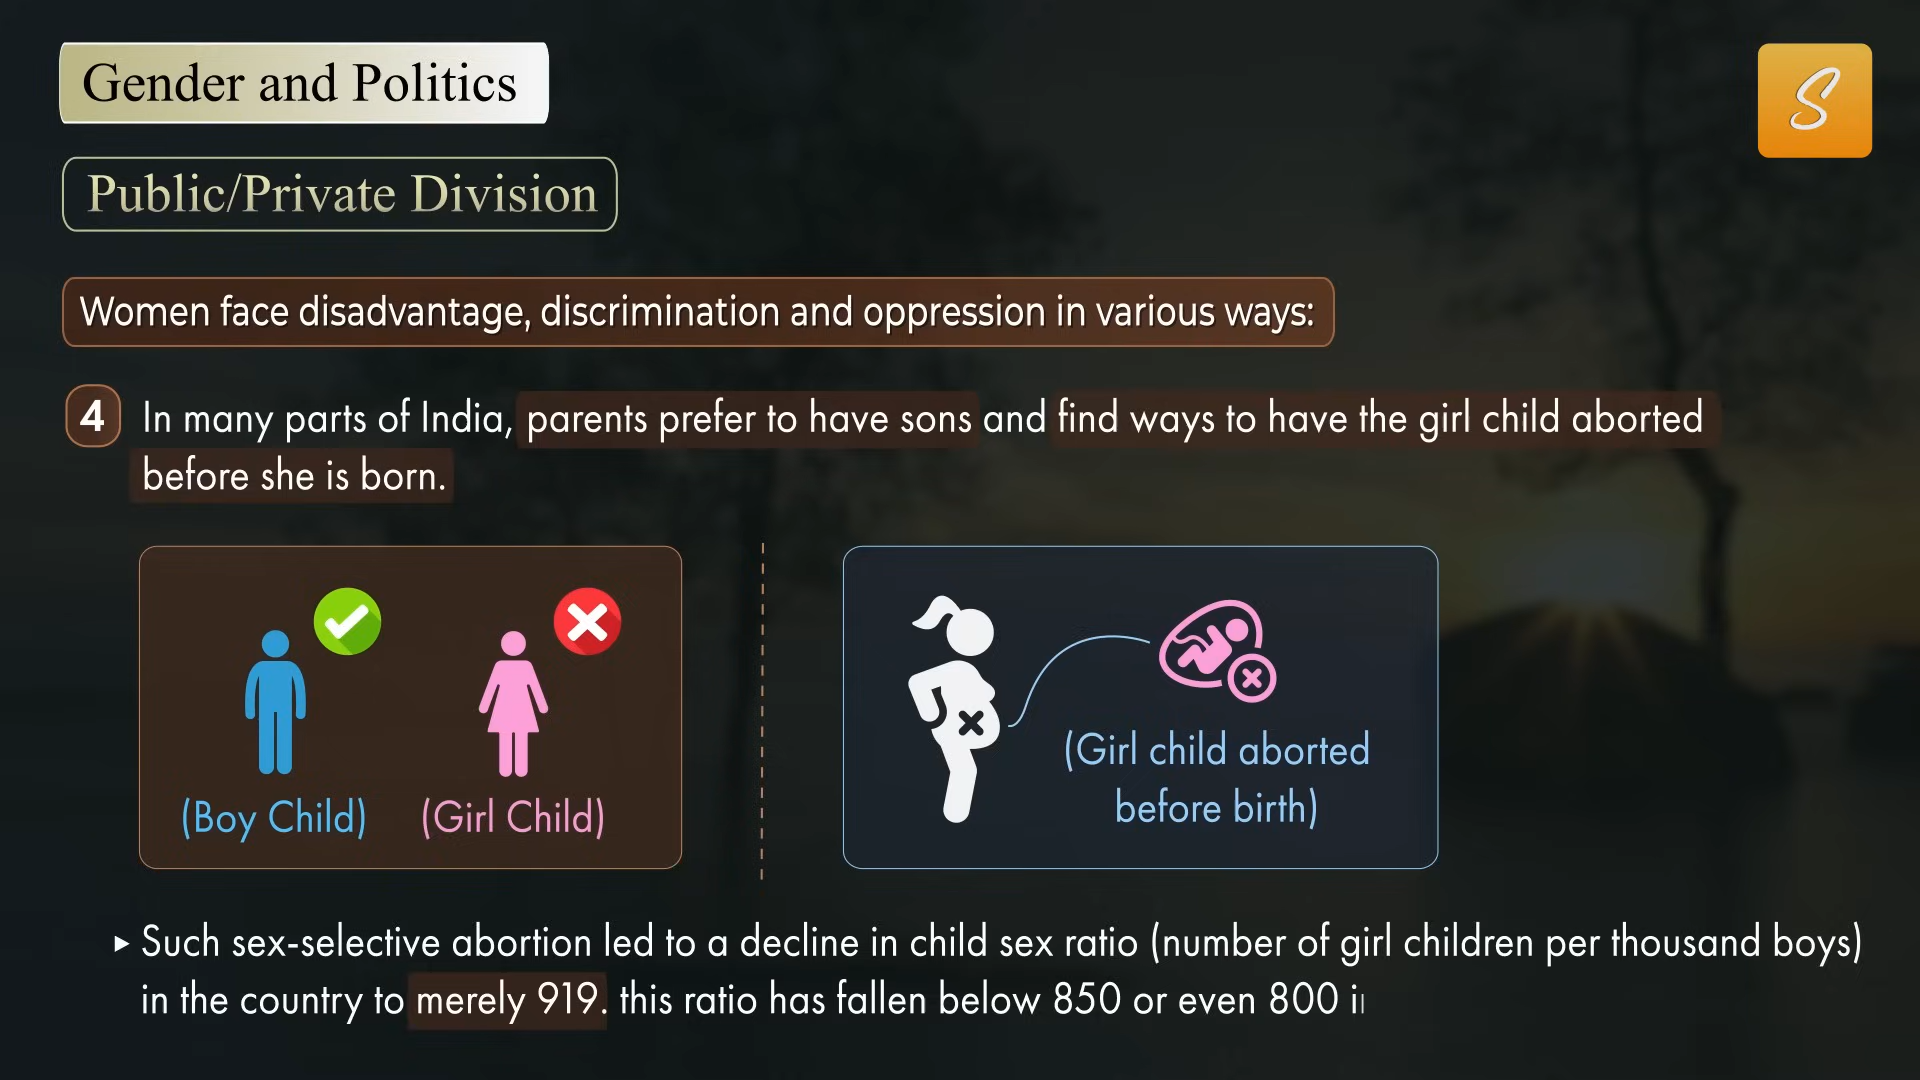 Gender and Politics
S
Public/Private Division
Women face disadvantage, discrimination and oppression in various ways:
4 In many parts of India, parents prefer to have sons and find ways to have the girl child aborted
before she is born.
(Boy Child) (Girl Child)
(Girl child aborted
before birth)
▸ Such sex-selective abortion led to a decline in child sex ratio (number of girl children per thousand boys)
in the country to merely 919. this ratio has fallen below 850 or even 800